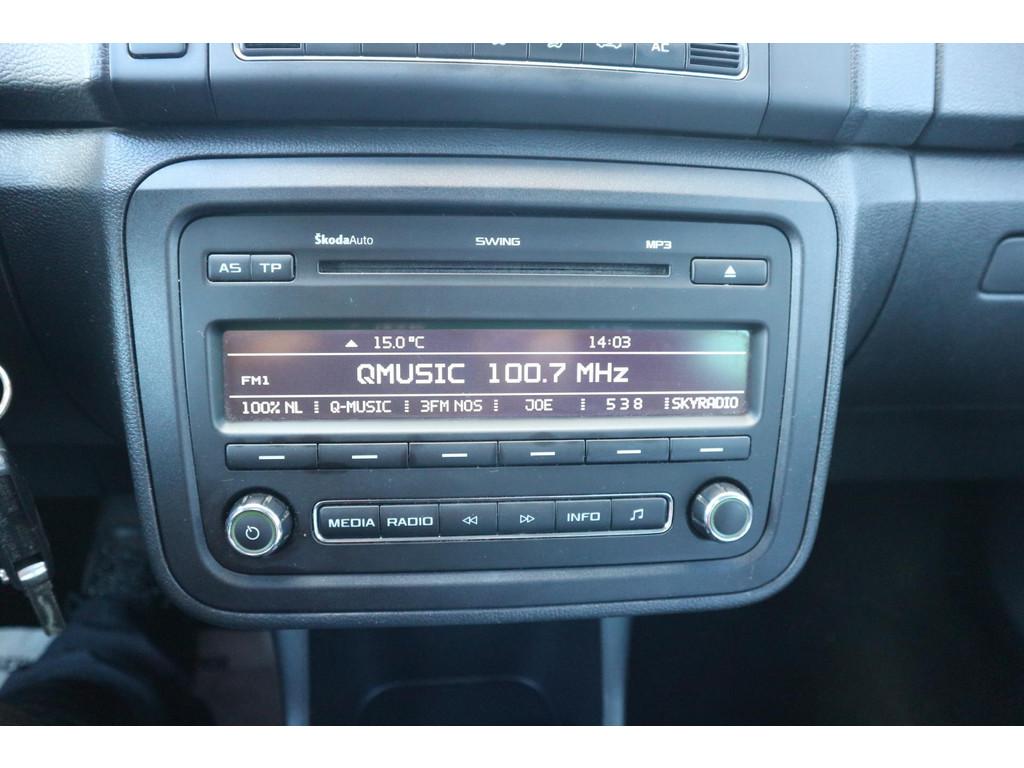 AC
ŠkodaAuto SWING MP3
AS TP
15.0 °C 14:03
FM1 QMUSIC 100.7 MHz
100% NL Q-MUSIC 3FM NOS JOE 538 SKYRADIO
MEDIA RADIO INFO